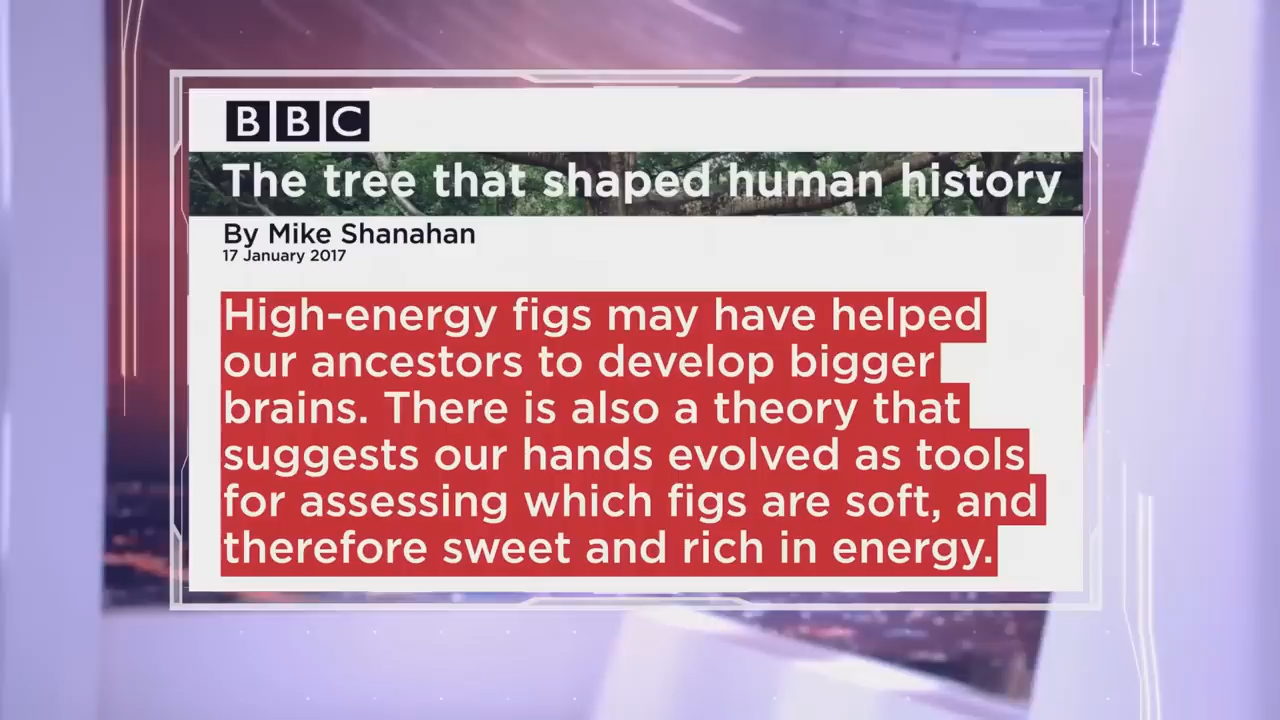 BBC
The tree that shaped human history
By Mike Shanahan
17 January 2017
High-energy figs may have helped
our ancestors to develop bigger
brains. There is also a theory that
suggests our hands evolved as tools
for assessing which figs are soft, and
therefore sweet and rich in energy.